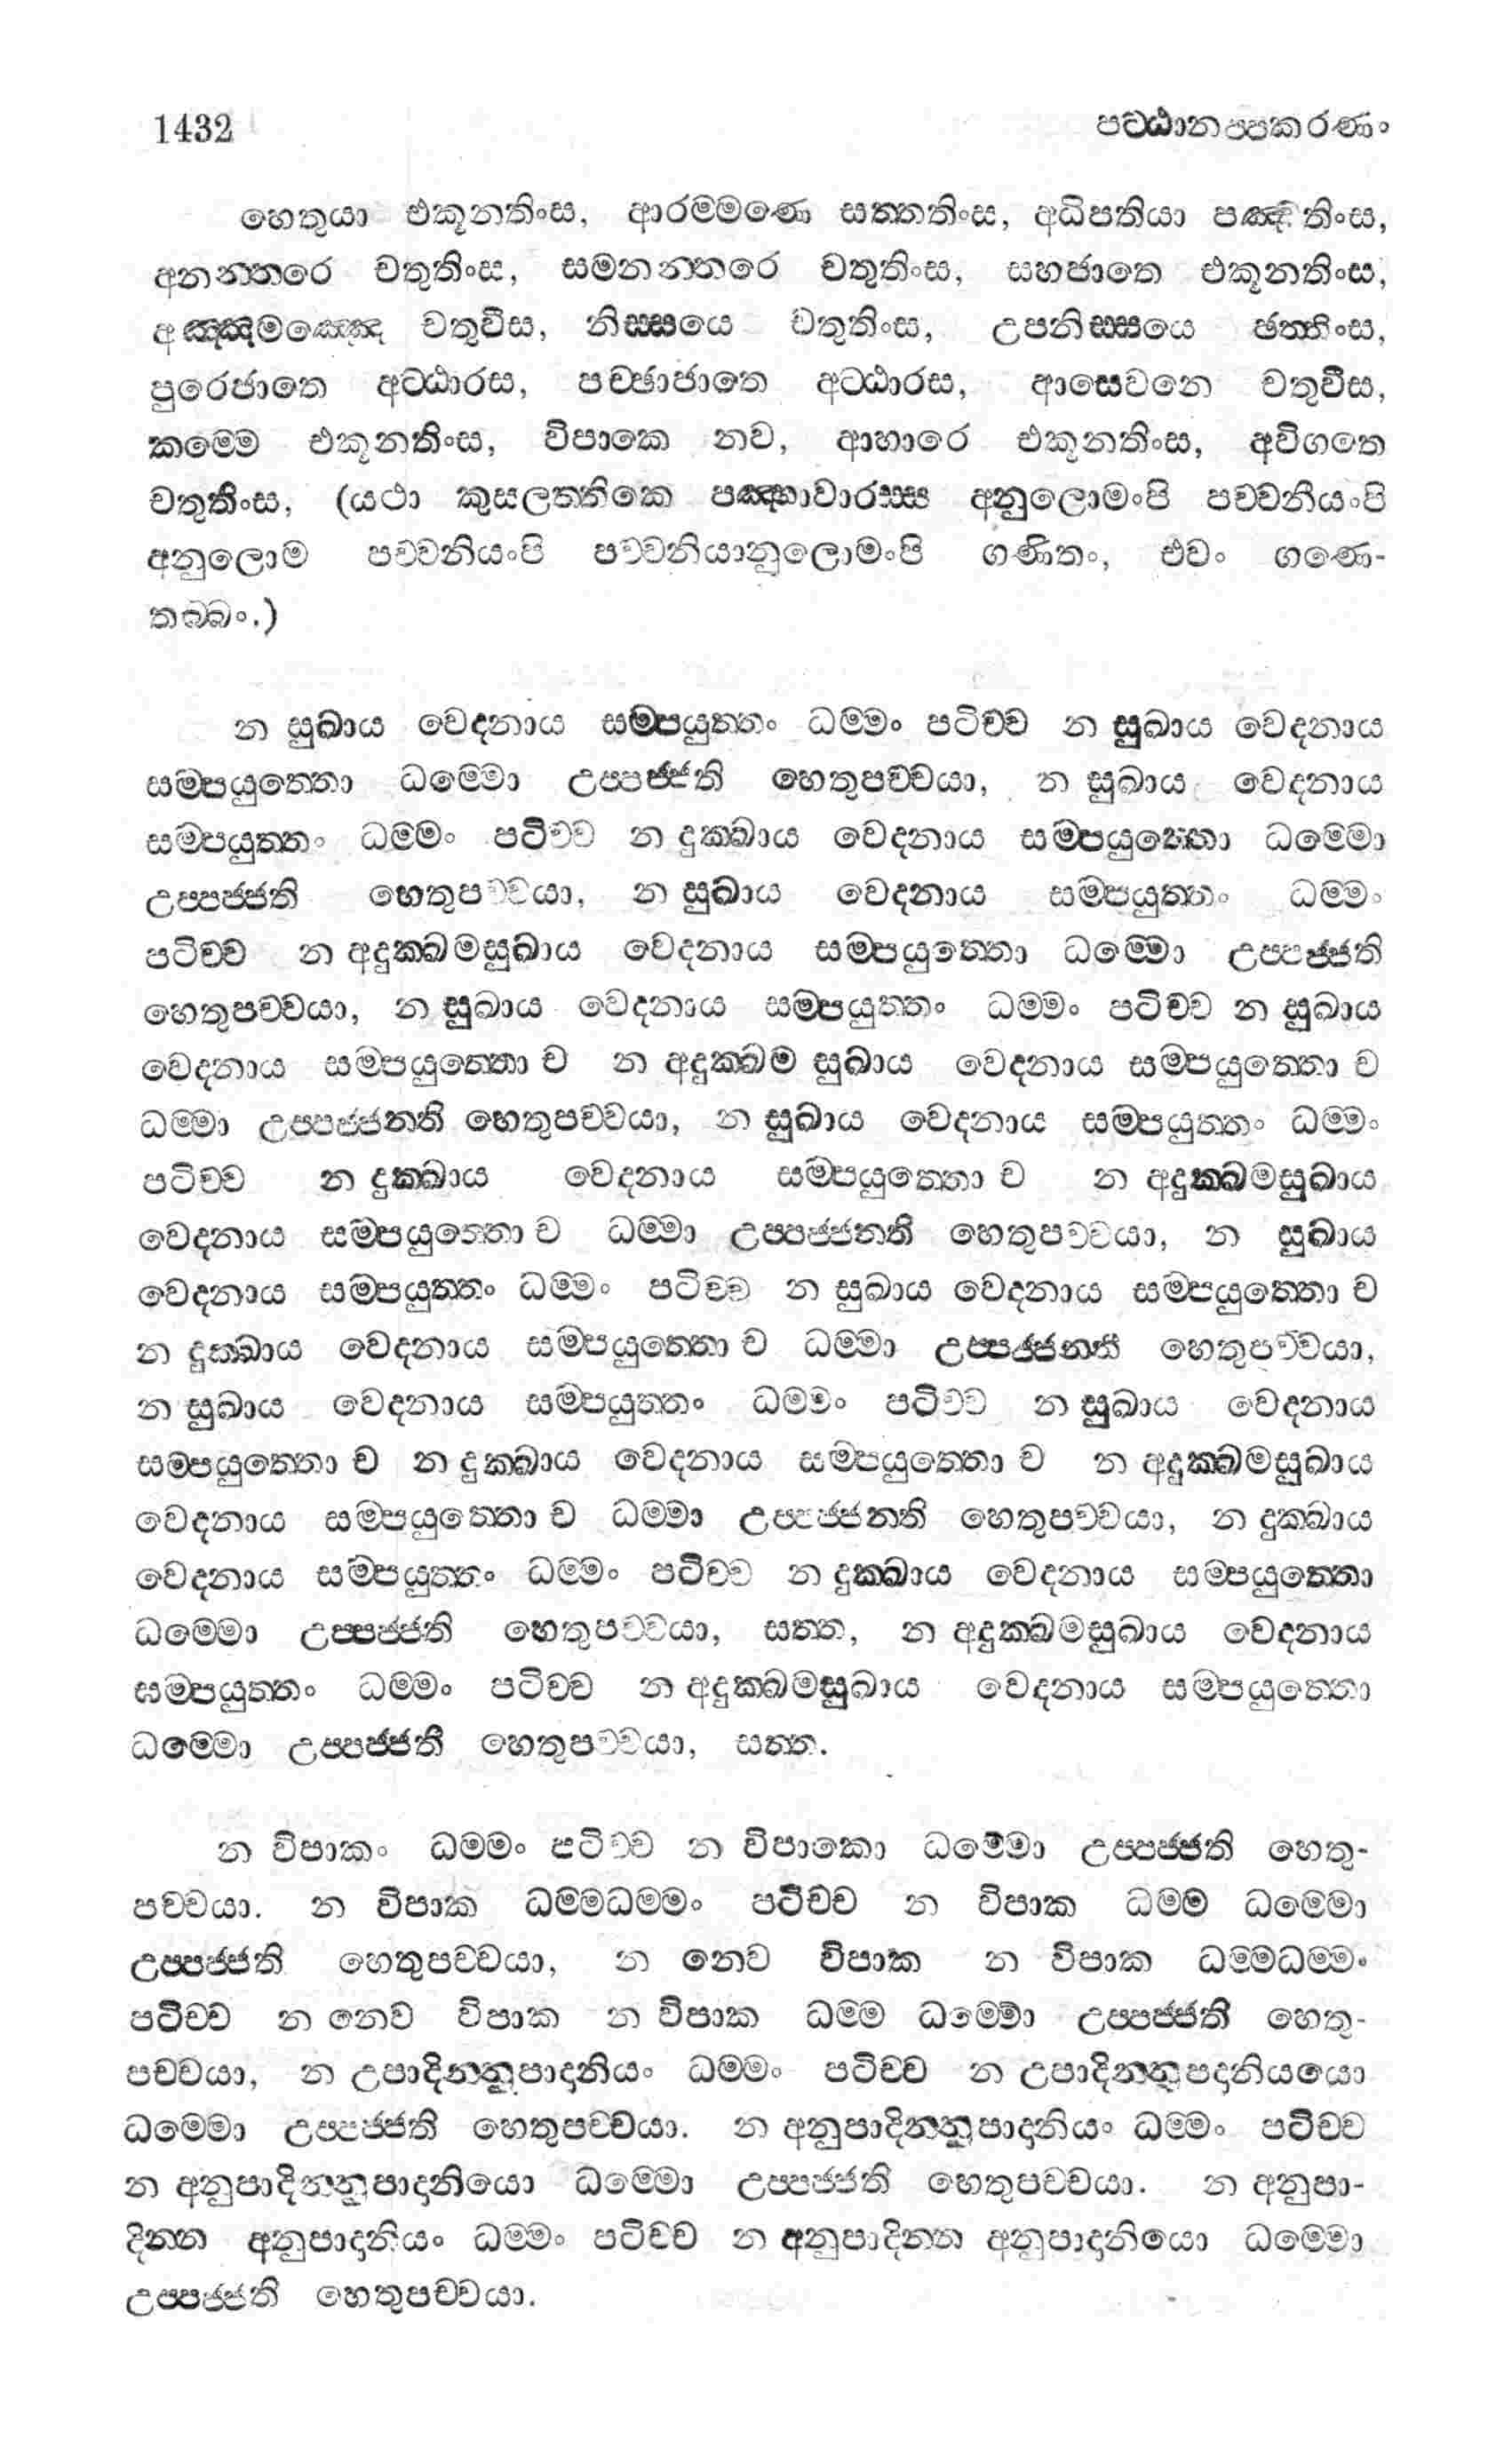 1432 පට්ඨානප්පකරණං
හෙතුයා එකූනතිංස, ආරම්මණෙ සත්තතිංස, අධිපතියා පඤ්චතිංස,
අනන්තරෙ චතුතිංස, සමනන්තරෙ චතුතිංස, සහජාතෙ එකූනතිංස,
අඤ්ඤමඤ්ඤෙ චතුවීස, නිස්සයෙ චතුතිංස, උපනිස්සයෙ ඡත්තිංස,
පුරෙජාතෙ අට්ඨාරස, පච්ඡාජාතෙ අට්ඨාරස, ආසෙවනෙ චතුවීස,
කම්මෙ එකූනතිංස, විපාකෙ නව, ආහාරෙ එකූනතිංස, අවිගතෙ
චතුතිංස, (යථා කුසලත්තිකෙ පඤ්හාවාරස්ස අනුලොමංපි පච්චනීයංපි
අනුලොම පච්චනියංපි පච්චනියානුලොමංපි ගණිතං, එවං ගණෙ-
තබ්බං.)
න සුඛාය වෙදනාය සම්පයුත්තං ධම්මං පටිච්ච න සුඛාය වෙදනාය
සම්පයුත්තො ධම්මො උප්පජ්ජති හෙතුපච්චයා, න සුඛාය වෙදනාය
සම්පයුත්තං ධම්මං පටිච්ච න දුක්ඛාය වෙදනාය සම්පයුත්තො ධම්මො
උප්පජ්ජති හෙතුපච්චයා, න සුඛාය වෙදනාය සම්පයුත්තං ධම්මං
පටිච්ච න අදුක්ඛමසුඛාය වෙදනාය සම්පයුත්තො ධම්මො උප්පජ්ජති
හෙතුපච්චයා, න සුඛාය වෙදනාය සම්පයුත්තං ධම්මං පටිච්ච න සුඛාය
වෙදනාය සම්පයුත්තො ච න අදුක්ඛම සුඛාය වෙදනාය සම්පයුත්තො ච
ධම්මා උප්පජ්ජන්ති හෙතුපච්චයා, න සුඛාය වෙදනාය සම්පයුත්තං ධම්මං
පටිච්ච න දුක්ඛාය වෙදනාය සම්පයුත්තො ච න අදුක්ඛමසුඛාය
වෙදනාය සම්පයුත්තො ච ධම්මා උප්පජ්ජන්ති හෙතුපච්චයා, න සුඛාය
වෙදනාය සම්පයුත්තං ධම්මං පටිච්ච න සුඛාය වෙදනාය සම්පයුත්තො ච
න දුක්ඛාය වෙදනාය සම්පයුත්තො ච ධම්මා උප්පජ්ජන්ති හෙතුපච්චයා,
න සුඛාය වෙදනාය සම්පයුත්තං ධම්මං පටිච්ච න සුඛාය වෙදනාය
සම්පයුත්තො ච න දුක්ඛාය වෙදනාය සම්පයුත්තො ච න අදුක්ඛමසුඛාය
වෙදනාය සම්පයුත්තො ච ධම්මා උප්පජ්ජන්ති හෙතුපච්චයා, න දුක්ඛාය
වෙදනාය සම්පයුත්තං ධම්මං පටිච්ච න දුක්ඛාය වෙදනාය සම්පයුත්තො
ධම්මො උප්පජ්ජති හෙතුපච්චයා, සත්ත, න අදුක්ඛමසුඛාය වෙදනාය
සම්පයුත්තං ධම්මං පටිච්ච න අදුක්ඛමසුඛාය වෙදනාය සම්පයුත්තො
ධම්මො උප්පජ්ජති හෙතුපච්චයා, සත්ත.
න විපාකං ධම්මං පටිච්ච න විපාකො ධම්මො උප්පජ්ජති හෙතු-
පච්චයා. න විපාක ධම්මධම්මං පටිච්ච න විපාක ධම්ම ධම්මො
උප්පජ්ජති හෙතුපච්චයා, න නෙව විපාක න විපාක ධම්මධම්මං
පටිච්ච න නෙව විපාක න විපාක ධම්ම ධම්මො උප්පජ්ජති හෙතු-
පච්චයා, න උපාදින්නුපාදානියං ධම්මං පටිච්ච න උපාදින්නුපදානියයො
ධම්මො උප්පජ්ජති හෙතුපච්චයා. න අනුපාදින්නුපාදානියං ධම්මං පටිච්ච
න අනුපාදින්නුපාදානියො ධම්මො උප්පජ්ජති හෙතුපච්චයා. න අනුපා-
දින්න අනුපාදානියං ධම්මං පටිච්ච න අනුපාදින්න අනුපාදානියො ධම්මො
උප්පජ්ජති හෙතුපච්චයා.